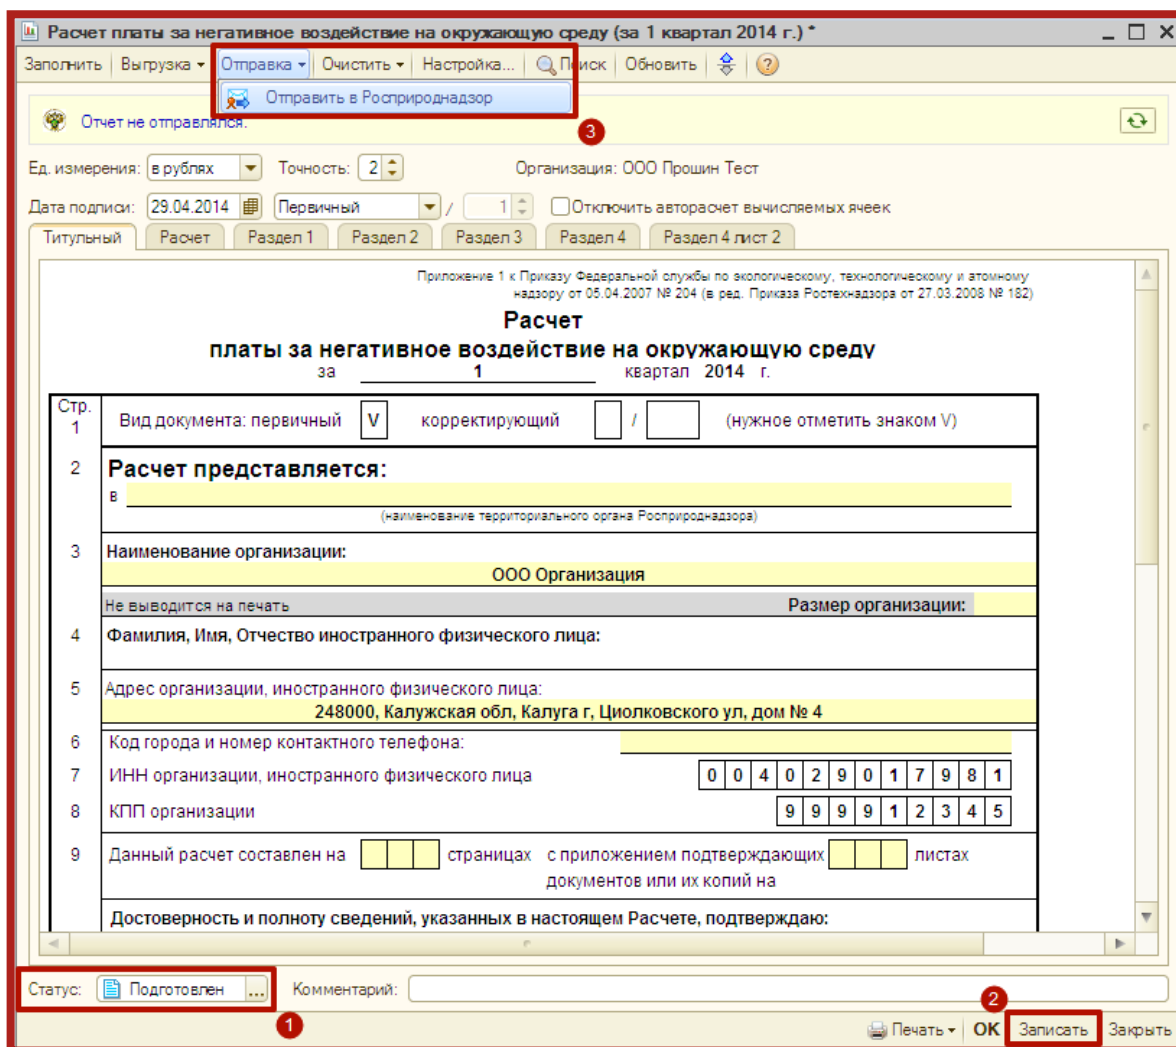 Расчет платы за негативное воздействие на окружающую среду (за 1 квартал 2014 г.) *
Заполнить Выгрузка Отправка Очистить Настройка... Поиск Обновить
Отправить в Росприроднадзор
3
Отчет не отправлялся.
Ед. измерения: в рублях Точность: 2 Организация: ООО Прошин Тест
Дата подписи: 29.04.2014 Первичный / 1 Отключить авторасчет вычисляемых ячеек
Титульный Расчет Раздел 1 Раздел 2 Раздел 3 Раздел 4 Раздел 4 лист 2
Приложение 1 к Приказу Федеральной службы по экологическому, технологическому и атомному
надзору от 05.04.2007 № 204 (в ред. Приказа Ростехнадзора от 27.03.2008 № 182)
Расчет
платы за негативное воздействие на окружающую среду
за 1 квартал 2014 г.
Стр.
1 Вид документа: первичный V корректирующий / (нужное отметить знаком V)
2 Расчет представляется:
в
(наименование территориального органа Росприроднадзора)
3 Наименование организации:
ООО Организация
Не выводится на печать Размер организации:
4 Фамилия, Имя, Отчество иностранного физического лица:
5 Адрес организации, иностранного физического лица:
248000, Калужская обл, Калуга г, Циолковского ул, дом № 4
6 Код города и номер контактного телефона:
7 ИНН организации, иностранного физического лица 0 0 4 0 2 9 0 1 7 9 8 1
8 КПП организации 9 9 9 9 1 2 3 4 5
9 Данный расчет составлен на страницах с приложением подтверждающих листах
документов или их копий на
Достоверность и полноту сведений, указанных в настоящем Расчете, подтверждаю:
Статус: Подготовлен ... Комментарий:
1
2
Печать OK Записать Закрыть